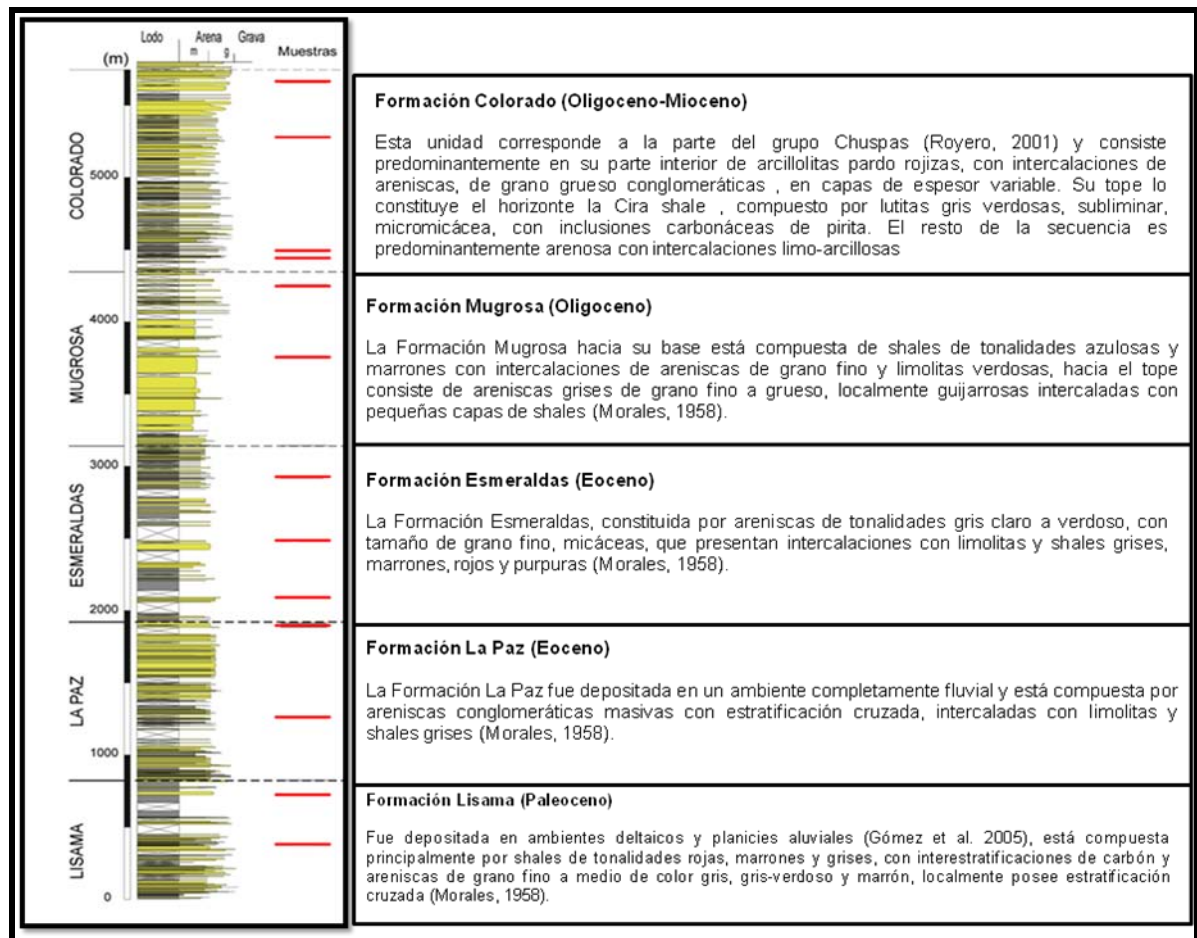 Lodo Arena Grava
m g Muestras
(m)
COLORADO
5000
MUGROSA
4000
ESMERALDAS
3000
2000
LA PAZ
1000
LISAMA
0
Formación Colorado (Oligoceno-Mioceno)
Esta unidad corresponde a la parte del grupo Chuspas (Royero, 2001) y consiste
predominantemente en su parte interior de arcillolitas pardo rojizas, con intercalaciones de
areniscas, de grano grueso conglomeráticas , en capas de espesor variable. Su tope lo
constituye el horizonte la Cira shale , compuesto por lutitas gris verdosas, subliminar,
micromicácea, con inclusiones carbonáceas de pirita. El resto de la secuencia es
predominantemente arenosa con intercalaciones limo-arcillosas
Formación Mugrosa (Oligoceno)
La Formación Mugrosa hacia su base está compuesta de shales de tonalidades azulosas y
marrones con intercalaciones de areniscas de grano fino y limolitas verdosas, hacia el tope
consiste de areniscas grises de grano fino a grueso, localmente guijarrosas intercaladas con
pequeñas capas de shales (Morales, 1958).
Formación Esmeraldas (Eoceno)
La Formación Esmeraldas, constituida por areniscas de tonalidades gris claro a verdoso, con
tamaño de grano fino, micáceas, que presentan intercalaciones con limolitas y shales grises,
marrones, rojos y purpuras (Morales, 1958).
Formación La Paz (Eoceno)
La Formación La Paz fue depositada en un ambiente completamente fluvial y está compuesta por
areniscas conglomeráticas masivas con estratificación cruzada, intercaladas con limolitas y
shales grises (Morales, 1958).
Formación Lisama (Paleoceno)
Fue depositada en ambientes deltaicos y planicies aluviales (Gómez et al. 2005), está compuesta
principalmente por shales de tonalidades rojas, marrones y grises, con interestratificaciones de carbón y
areniscas de grano fino a medio de color gris, gris-verdoso y marrón, localmente posee estratificación
cruzada (Morales, 1958).